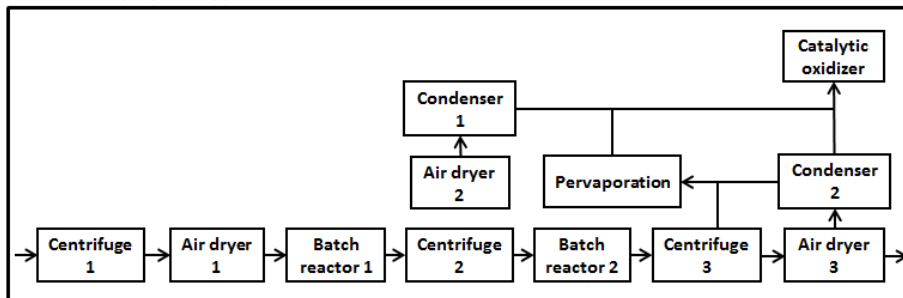 Catalytic
oxidizer
Condenser
1
Air dryer
2
Pervaporation
Condenser
2
Centrifuge
1
Air dryer
1
Batch
reactor 1
Centrifuge
2
Batch
reactor 2
Centrifuge
3
Air dryer
3